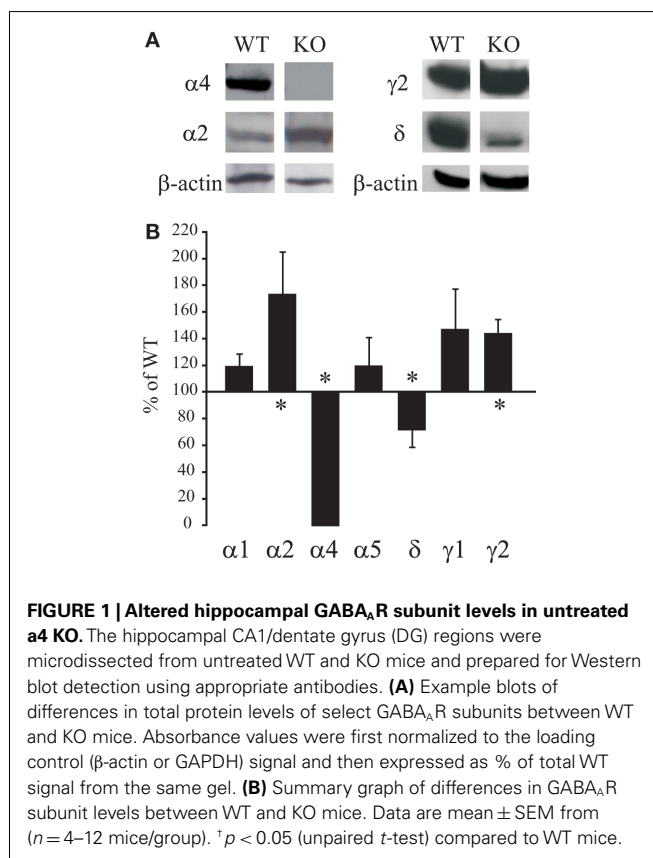 A
WT KO
α4
α2
β-actin
WT KO
γ2
δ
β-actin
B
% of WT
220
200
180
160
140
120
100
80
60
40
20
0
* * * *
α1 α2 α4 α5 δ γ1 γ2
FIGURE 1 | Altered hippocampal GABAAR subunit levels in untreated
a4 KO. The hippocampal CA1/dentate gyrus (DG) regions were
microdissected from untreated WT and KO mice and prepared for Western
blot detection using appropriate antibodies. (A) Example blots of
differences in total protein levels of select GABAAR subunits between WT
and KO mice. Absorbance values were first normalized to the loading
control (β-actin or GAPDH) signal and then expressed as % of total WT
signal from the same gel. (B) Summary graph of differences in GABAAR
subunit levels between WT and KO mice. Data are mean ± SEM from
(n = 4–12 mice/group). †p < 0.05 (unpaired t-test) compared to WT mice.